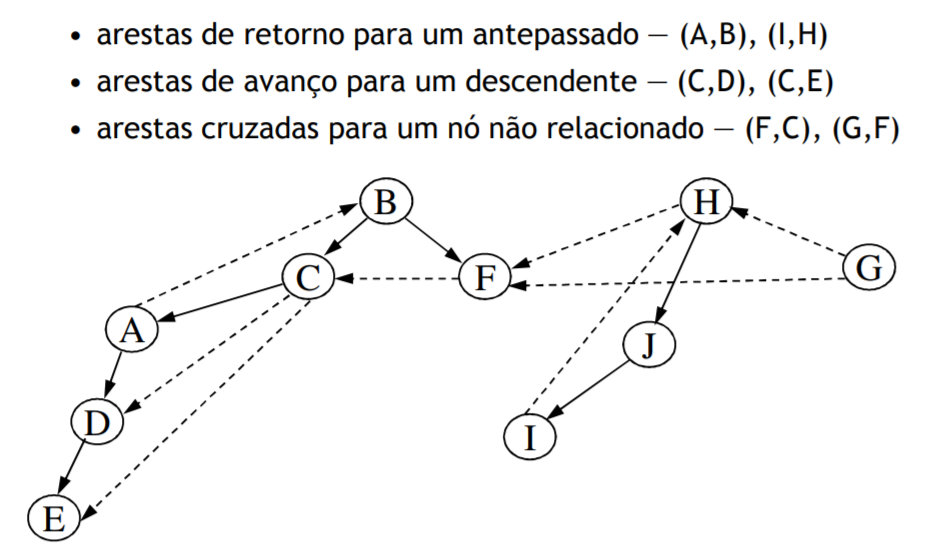 • arestas de retorno para um antepassado — (A,B), (I,H)
• arestas de avanço para um descendente — (C,D), (C,E)
• arestas cruzadas para um nó não relacionado — (F,C), (G,F)
B
H
C
F
G
A
J
D
I
E